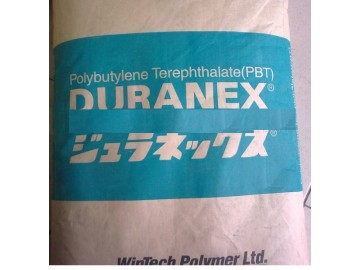 Polybutylene Terephthalate(PBT)
DURANEX®
ジュラネックス®
WinTech Polymer Ltd.